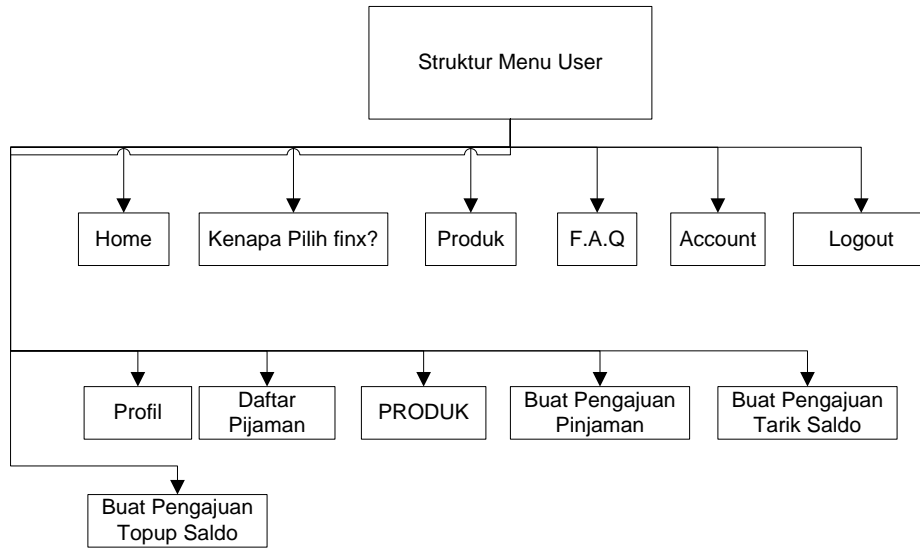 Struktur Menu User
Home
Kenapa Pilih finx?
Produk
F.A.Q
Account
Logout
Profil
Daftar
Pijaman
PRODUK
Buat Pengajuan
Pinjaman
Buat Pengajuan
Tarik Saldo
Buat Pengajuan
Topup Saldo